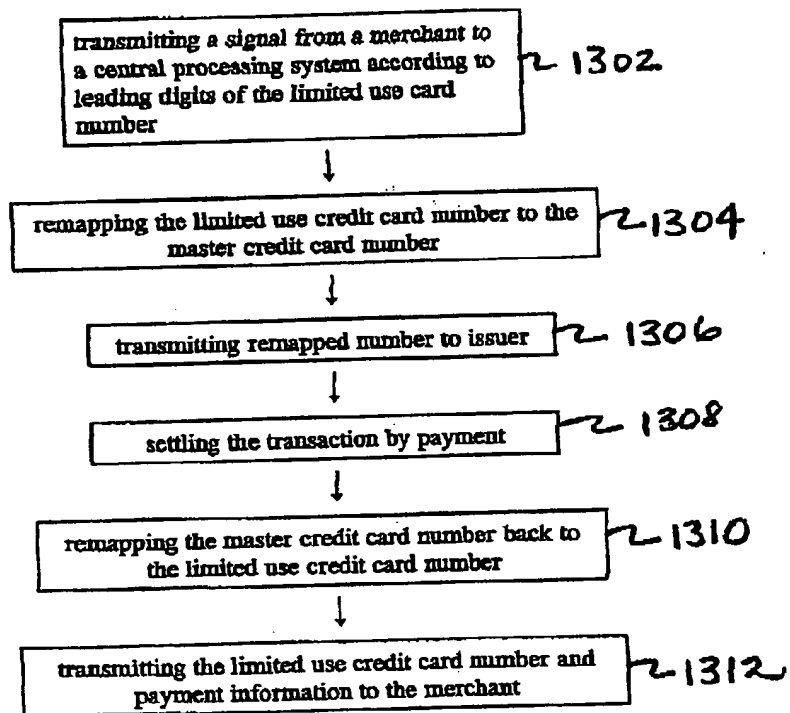 transmitting a signal from a merchant to
a central processing system according to
leading digits of the limited use card
number
1302
remapping the limited use credit card number to the
master credit card number
1304
transmitting remapped number to issuer
1306
settling the transaction by payment
1308
remapping the master credit card number back to
the limited use credit card number
1310
transmitting the limited use credit card number and
payment information to the merchant
1312